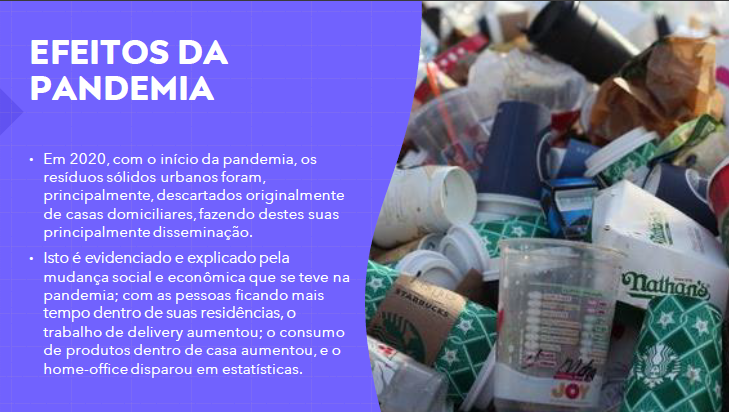 EFEITOS DA
PANDEMIA
• Em 2020, com o início da pandemia, os
resíduos sólidos urbanos foram,
principalmente, descartados originalmente
de casas domiciliares, fazendo destes suas
principalmente disseminação.
• Isto é evidenciado e explicado pela
mudança social e econômica que se teve na
pandemia; com as pessoas ficando mais
tempo dentro de suas residências, o
trabalho de delivery aumentou; o consumo
de produtos dentro de casa aumentou, e o
home-office disparou em estatísticas.
Nathan's
STARBUCKS
JOY